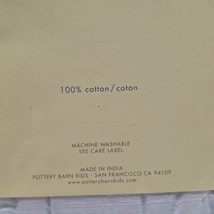 100% cotton/coton
MACHINE WASHABLE
SEE CARE LABEL
MADE IN INDIA
POTTERY BARN KIDS · SAN FRANCISCO CA 94109
www.potterybarnkids.com